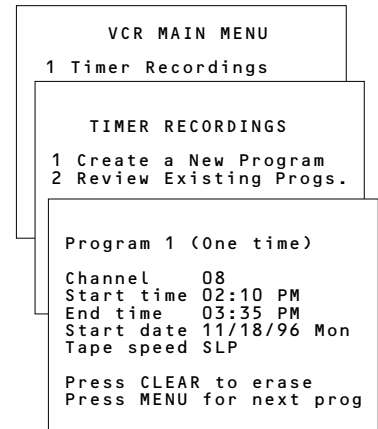 VCR MAIN MENU
1 Timer Recordings
TIMER RECORDINGS
1 Create a New Program
2 Review Existing Progs.
Program 1 (One time)
Channel 08
Start time 02:10 PM
End time 03:35 PM
Start date 11/18/96 Mon
Tape speed SLP
Press CLEAR to erase
Press MENU for next prog